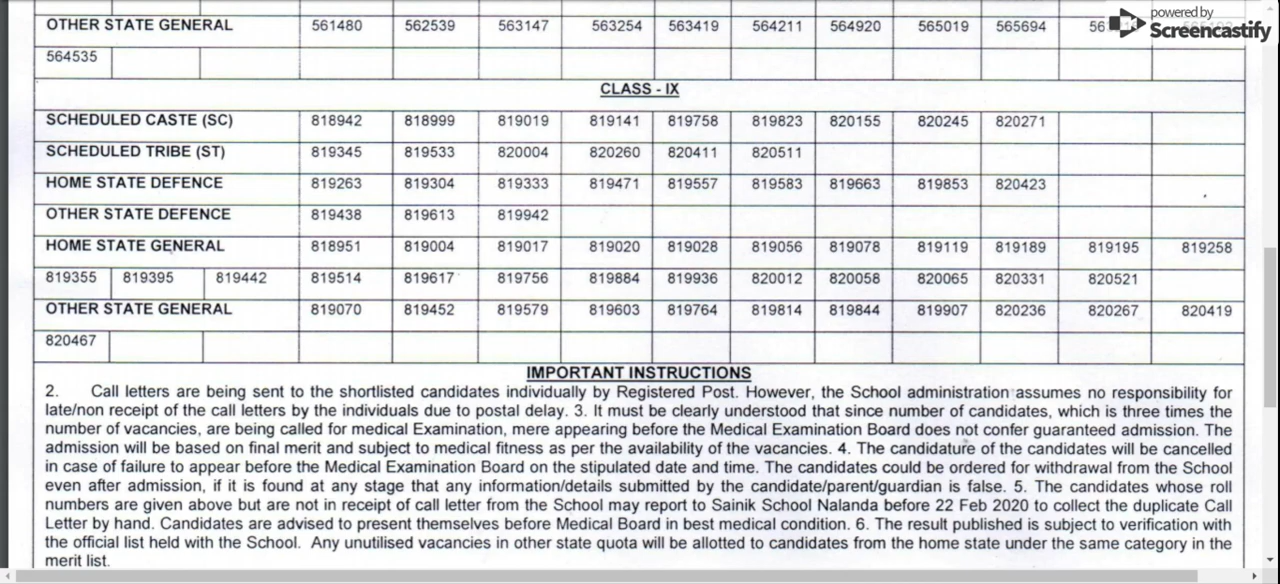 powered by
Screencastify
OTHER STATE GENERAL 561480 562539 563147 563254 563419 564211 564920 565019 565694
564535
CLASS - IX
SCHEDULED CASTE (SC) 818942 818999 819019 819141 819758 819823 820155 820245 820271
SCHEDULED TRIBE (ST) 819345 819533 820004 820260 820411 820511
HOME STATE DEFENCE 819263 819304 819333 819471 819557 819583 819663 819853 820423
OTHER STATE DEFENCE 819438 819613 819942
HOME STATE GENERAL 818951 819004 819017 819020 819028 819056 819078 819119 819189 819195 819258
819355 819395 819442 819514 819617 819756 819884 819936 820012 820058 820065 820331 820521
OTHER STATE GENERAL 819070 819452 819579 819603 819764 819814 819844 819907 820236 820267 820419
820467
IMPORTANT INSTRUCTIONS
2. Call letters are being sent to the shortlisted candidates individually by Registered Post. However, the School administration assumes no responsibility for
late/non receipt of the call letters by the individuals due to postal delay. 3. It must be clearly understood that since number of candidates, which is three times the
number of vacancies, are being called for medical Examination, mere appearing before the Medical Examination Board does not confer guaranteed admission. The
admission will be based on final merit and subject to medical fitness as per the availability of the vacancies. 4. The candidature of the candidates will be cancelled
in case of failure to appear before the Medical Examination Board on the stipulated date and time. The candidates could be ordered for withdrawal from the School
even after admission, if it is found at any stage that any information/details submitted by the candidate/parent/guardian is false. 5. The candidates whose roll
numbers are given above but are not in receipt of call letter from the School may report to Sainik School Nalanda before 22 Feb 2020 to collect the duplicate Call
Letter by hand. Candidates are advised to present themselves before Medical Board in best medical condition. 6. The result published is subject to verification with
the official list held with the School. Any unutilised vacancies in other state quota will be allotted to candidates from the home state under the same category in the
merit list.